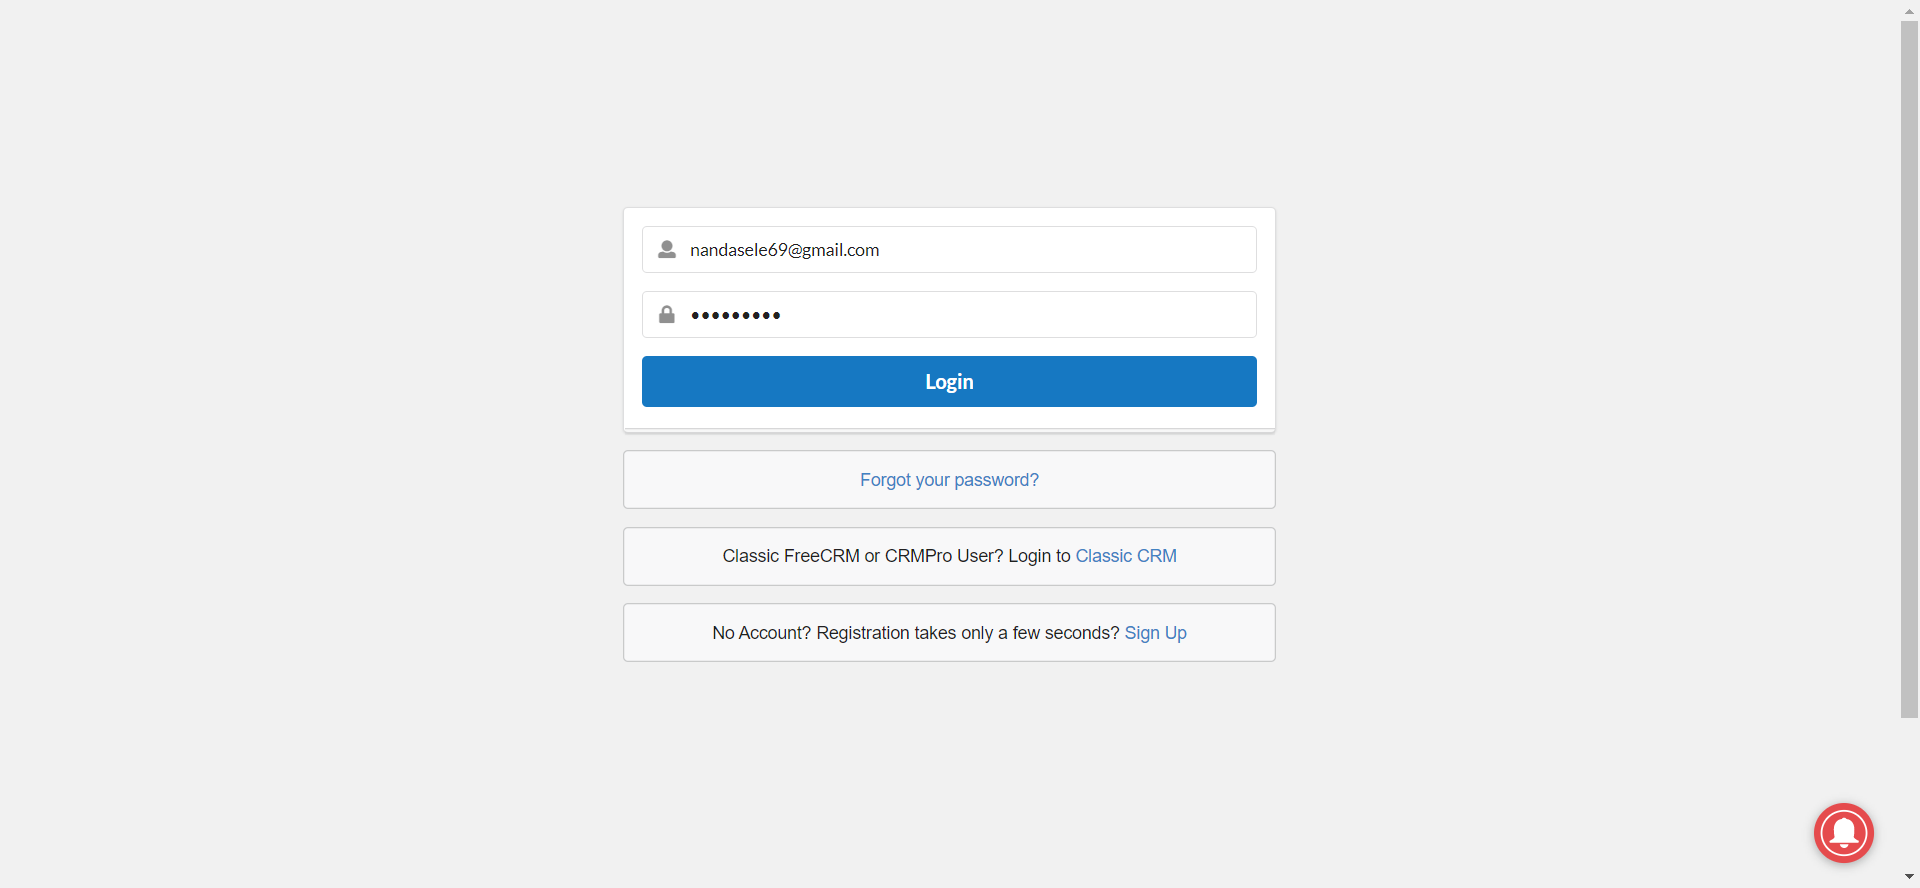 nandasele69@gmail.com
•••••••••
Login
Forgot your password?
Classic FreeCRM or CRMPro User? Login to Classic CRM
No Account? Registration takes only a few seconds? Sign Up